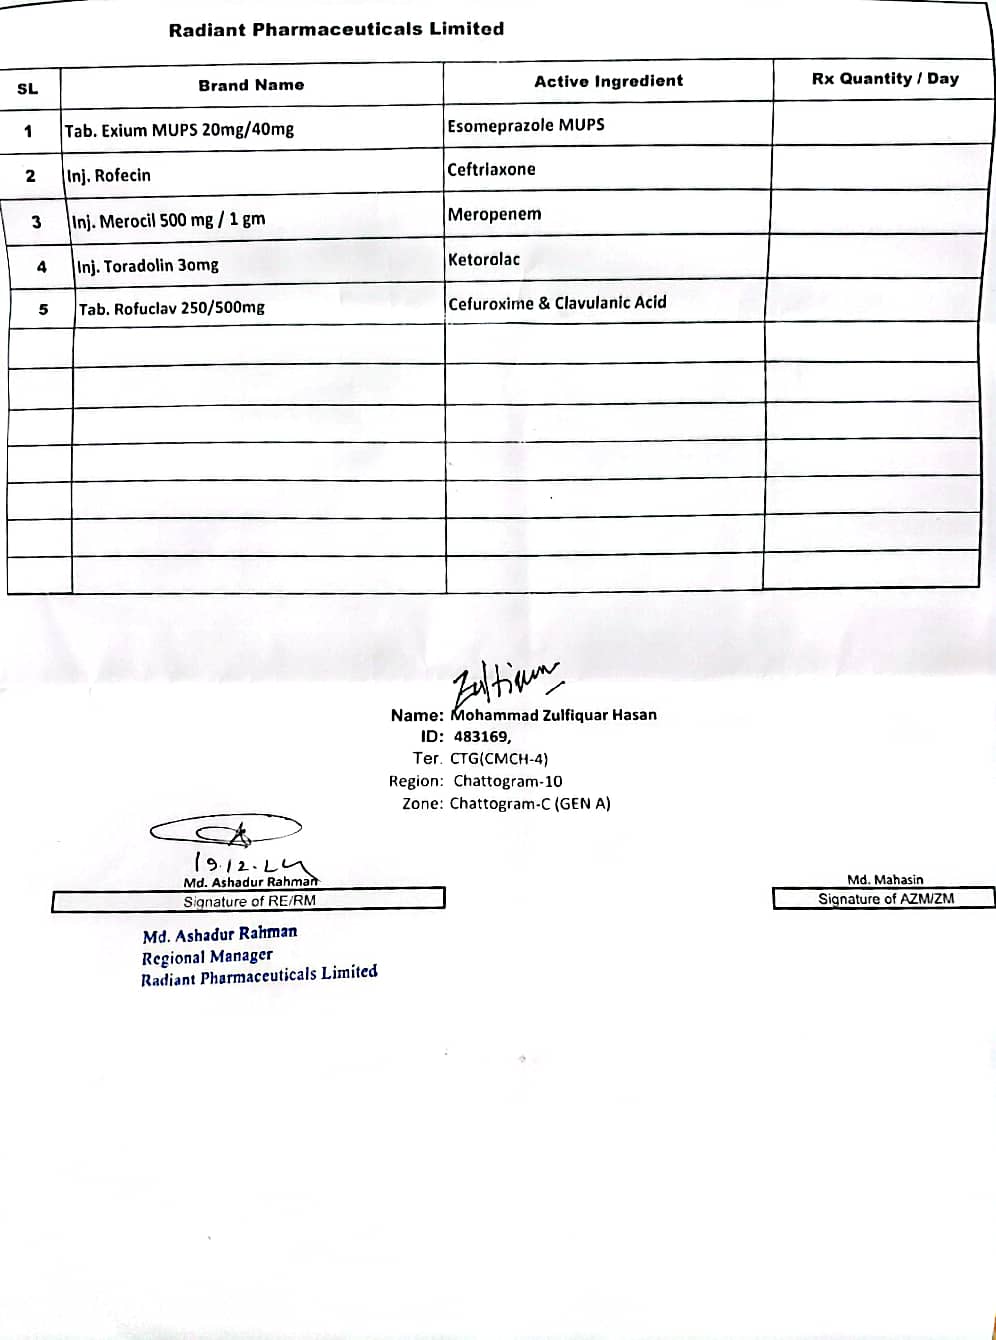 Radiant Pharmaceuticals Limited
SL Brand Name Active Ingredient Rx Quantity / Day
1 Tab. Exium MUPS 20mg/40mg Esomeprazole MUPS
2 Inj. Rofecin Ceftriaxone
3 Inj. Merocil 500 mg / 1 gm Meropenem
4 Inj. Toradolin 3omg Ketorolac
5 Tab. Rofuclav 250/500mg Cefuroxime & Clavulanic Acid
Name: Mohammad Zulfiquar Hasan
ID: 483169,
Ter. CTG(CMCH-4)
Region: Chattogram-10
Zone: Chattogram-C (GEN A)
19.12.24
Md. Ashadur Rahman
Signature of RE/RM
Md. Mahasin
Signature of AZM/ZM
Md. Ashadur Rahman
Regional Manager
Radiant Pharmaceuticals Limited